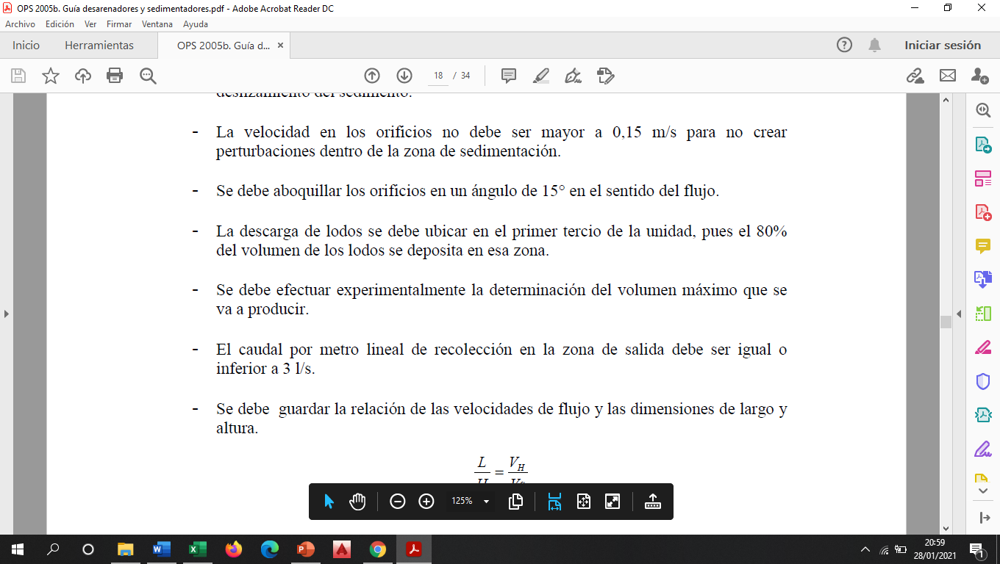 OPS 2005b. Guía desarenadores y sedimentadores.pdf - Adobe Acrobat Reader DC
Archivo Edición Ver Firmar Ventana Ayuda
Inicio Herramientas OPS 2005b. Guía d... × Iniciar sesión
18 / 34
deslizamiento del sedimento.
- La velocidad en los orificios no debe ser mayor a 0,15 m/s para no crear
perturbaciones dentro de la zona de sedimentación.
- Se debe aboquillar los orificios en un ángulo de 15° en el sentido del flujo.
- La descarga de lodos se debe ubicar en el primer tercio de la unidad, pues el 80%
del volumen de los lodos se deposita en esa zona.
- Se debe efectuar experimentalmente la determinación del volumen máximo que se
va a producir.
- El caudal por metro lineal de recolección en la zona de salida debe ser igual o
inferior a 3 l/s.
- Se debe guardar la relación de las velocidades de flujo y las dimensiones de largo y
altura.
L = V_H
125%
20:59
28/01/2021
1